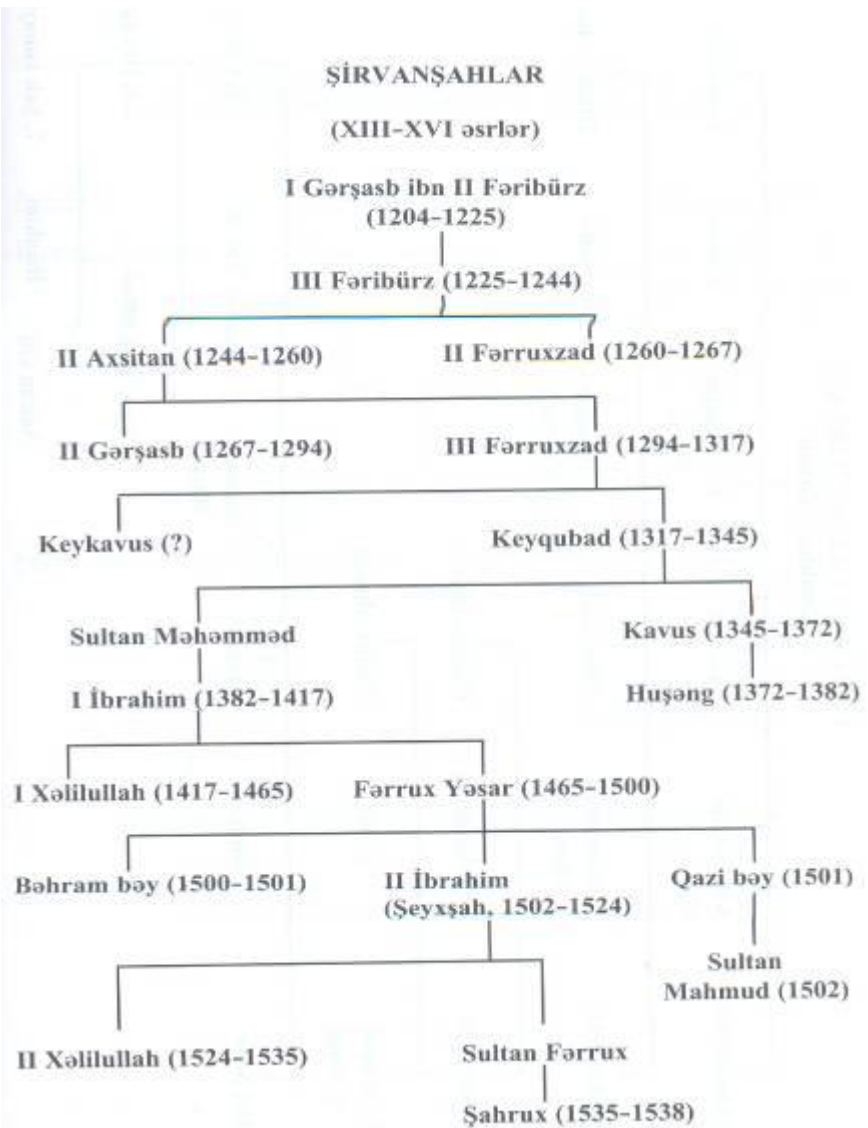 ŞİRVANŞAHLAR
(XIII-XVI əsrlər)
I Gərşasb ibn II Fəribürz
(1204-1225)
III Fəribürz (1225-1244)
II Axsitan (1244-1260)
II Fərruxzad (1260-1267)
II Gərşasb (1267-1294)
III Fərruxzad (1294-1317)
Keykavus (?)
Keyqubad (1317-1345)
Sultan Məhəmməd
Kavus (1345-1372)
I İbrahim (1382-1417)
Huşəng (1372-1382)
I Xəlilullah (1417-1465)
Fərrux Yəsar (1465-1500)
Bəhram bəy (1500-1501)
II İbrahim
(Şeyxşah, 1502-1524)
Qazi bəy (1501)
Sultan
Mahmud (1502)
II Xəlilullah (1524-1535)
Sultan Fərrux
Şahrux (1535-1538)